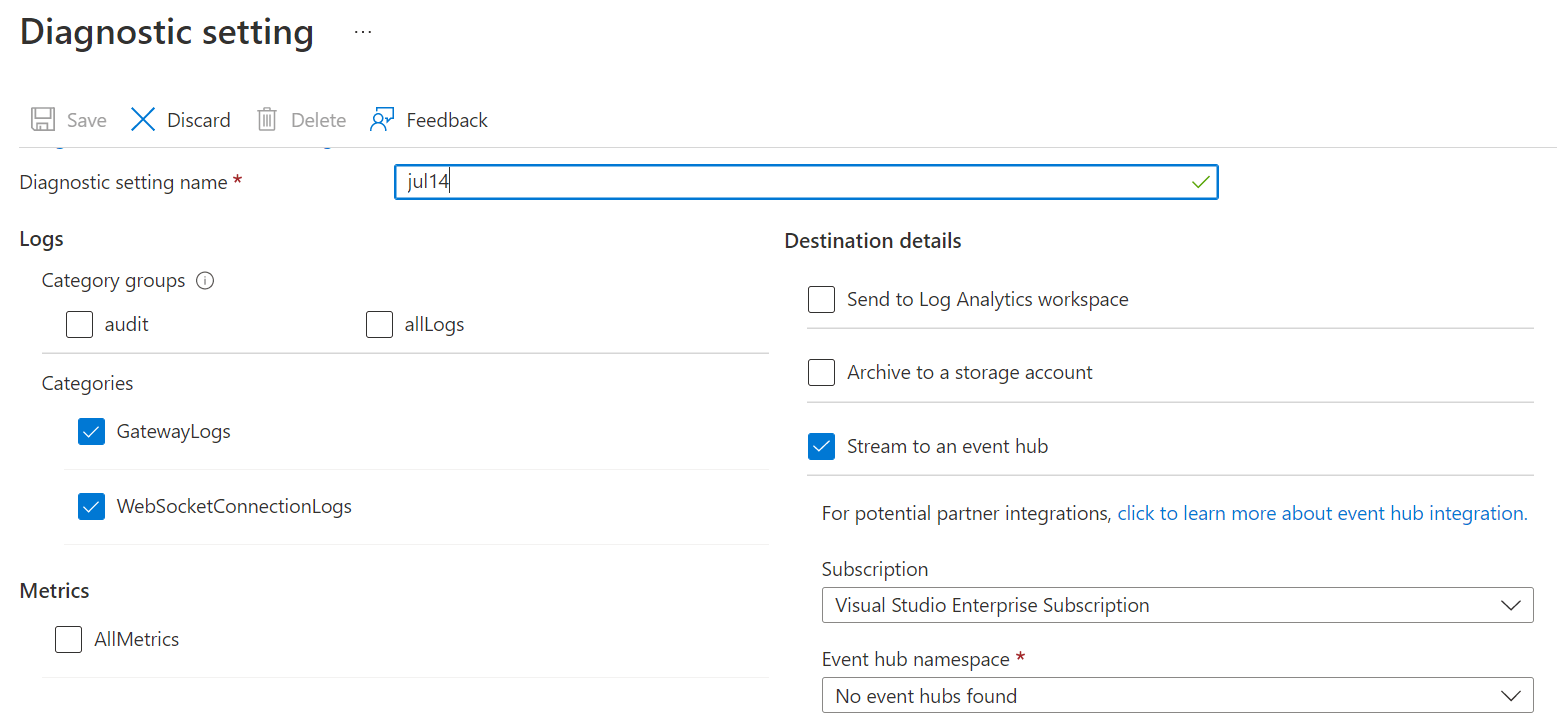 Diagnostic setting ...
Save Discard Delete Feedback
Diagnostic setting name * jul14
Logs
Category groups
audit allLogs
Categories
GatewayLogs
WebSocketConnectionLogs
Metrics
AllMetrics
Destination details
Send to Log Analytics workspace
Archive to a storage account
Stream to an event hub
For potential partner integrations, click to learn more about event hub integration.
Subscription
Visual Studio Enterprise Subscription
Event hub namespace *
No event hubs found